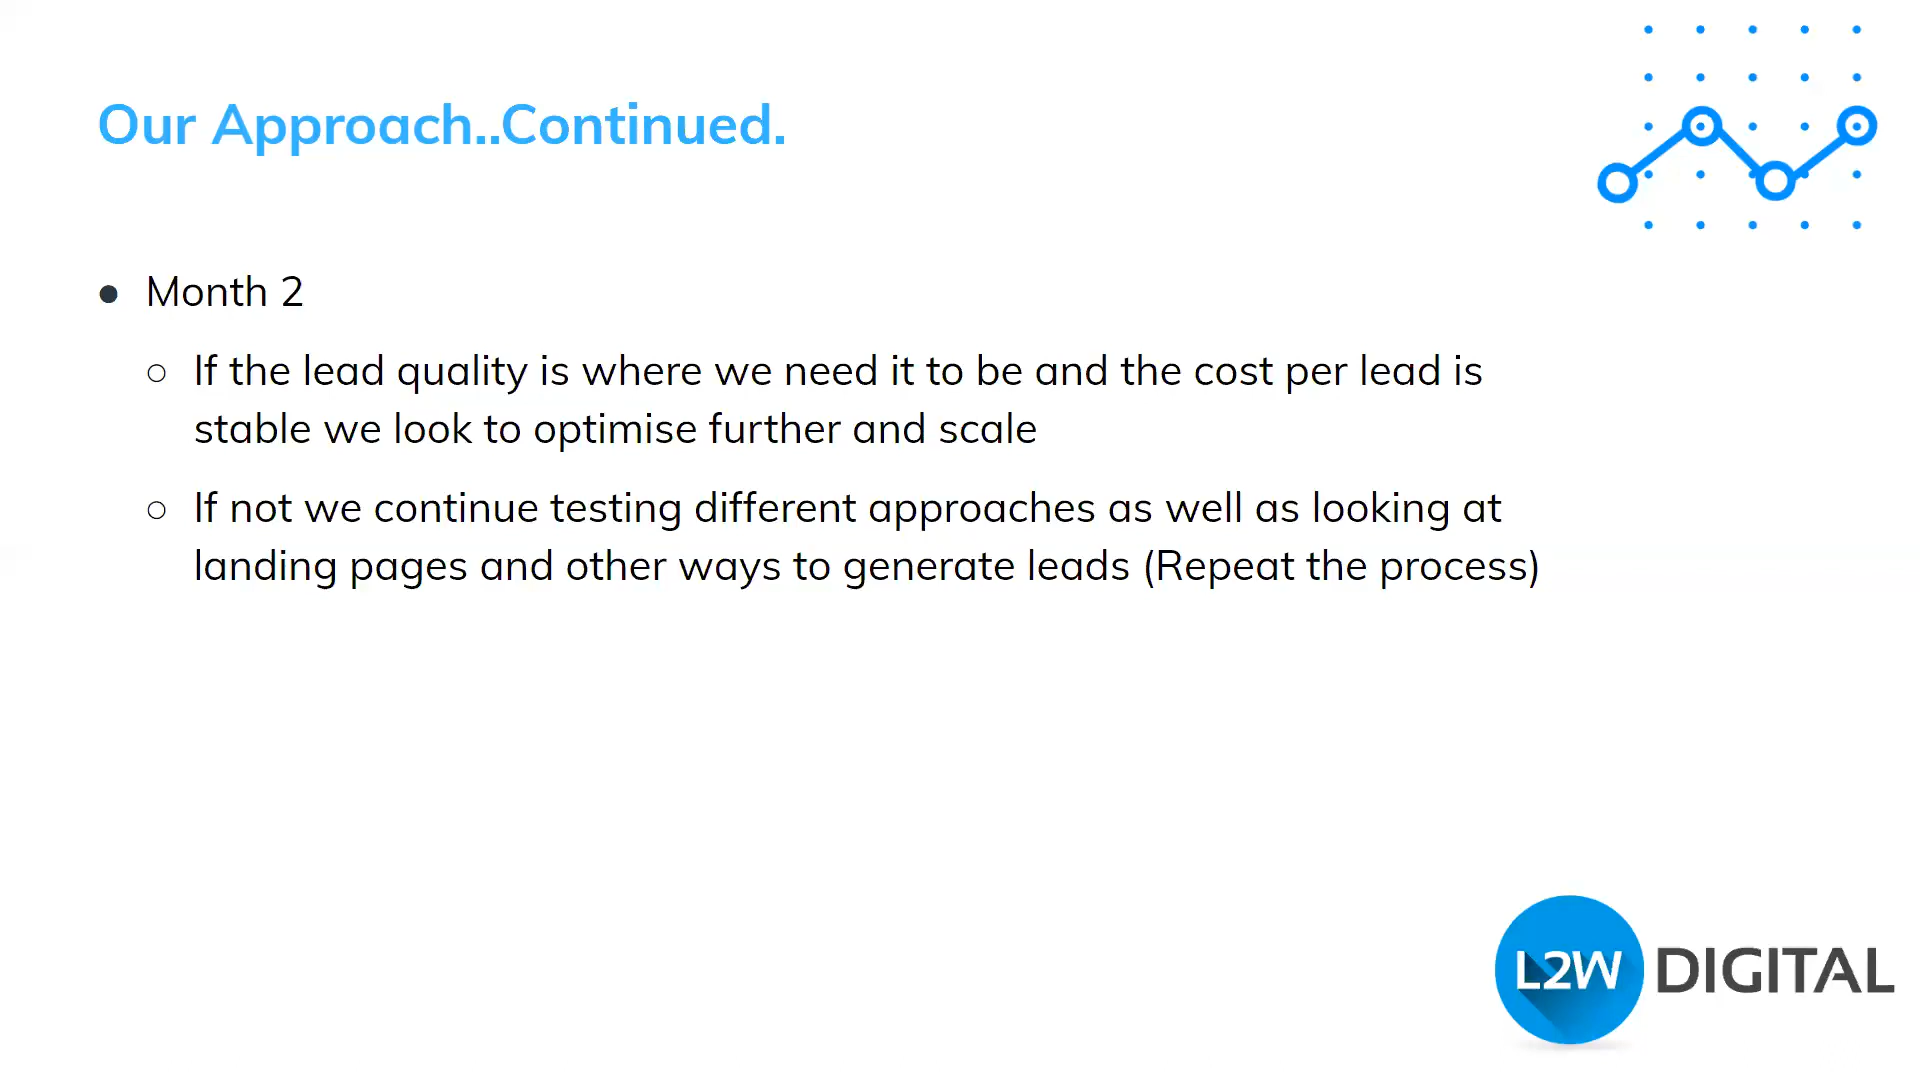 Our Approach..Continued.
● Month 2
○ If the lead quality is where we need it to be and the cost per lead is
stable we look to optimise further and scale
○ If not we continue testing different approaches as well as looking at
landing pages and other ways to generate leads (Repeat the process)
L2W DIGITAL